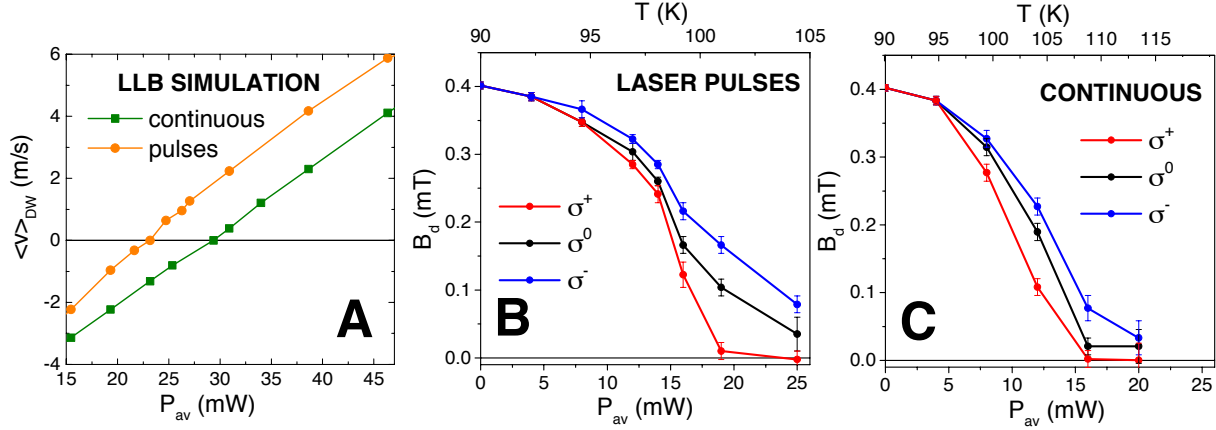 LLB SIMULATION
continuous
pulses
6
4
2
0
-2
-4
<v>DW (m/s)
15 20 25 30 35 40 45
Pav (mW)
A
T (K)
90 95 100 105
LASER PULSES
0.4
0.3
0.2
0.1
0.0
Bd (mT)
σ+
σ0
σ-
B
0 5 10 15 20 25
Pav (mW)
T (K)
90 95 100 105 110 115
CONTINUOUS
0.4
0.3
0.2
0.1
0.0
Bd (mT)
σ+
σ0
σ-
C
0 5 10 15 20 25
Pav (mW)